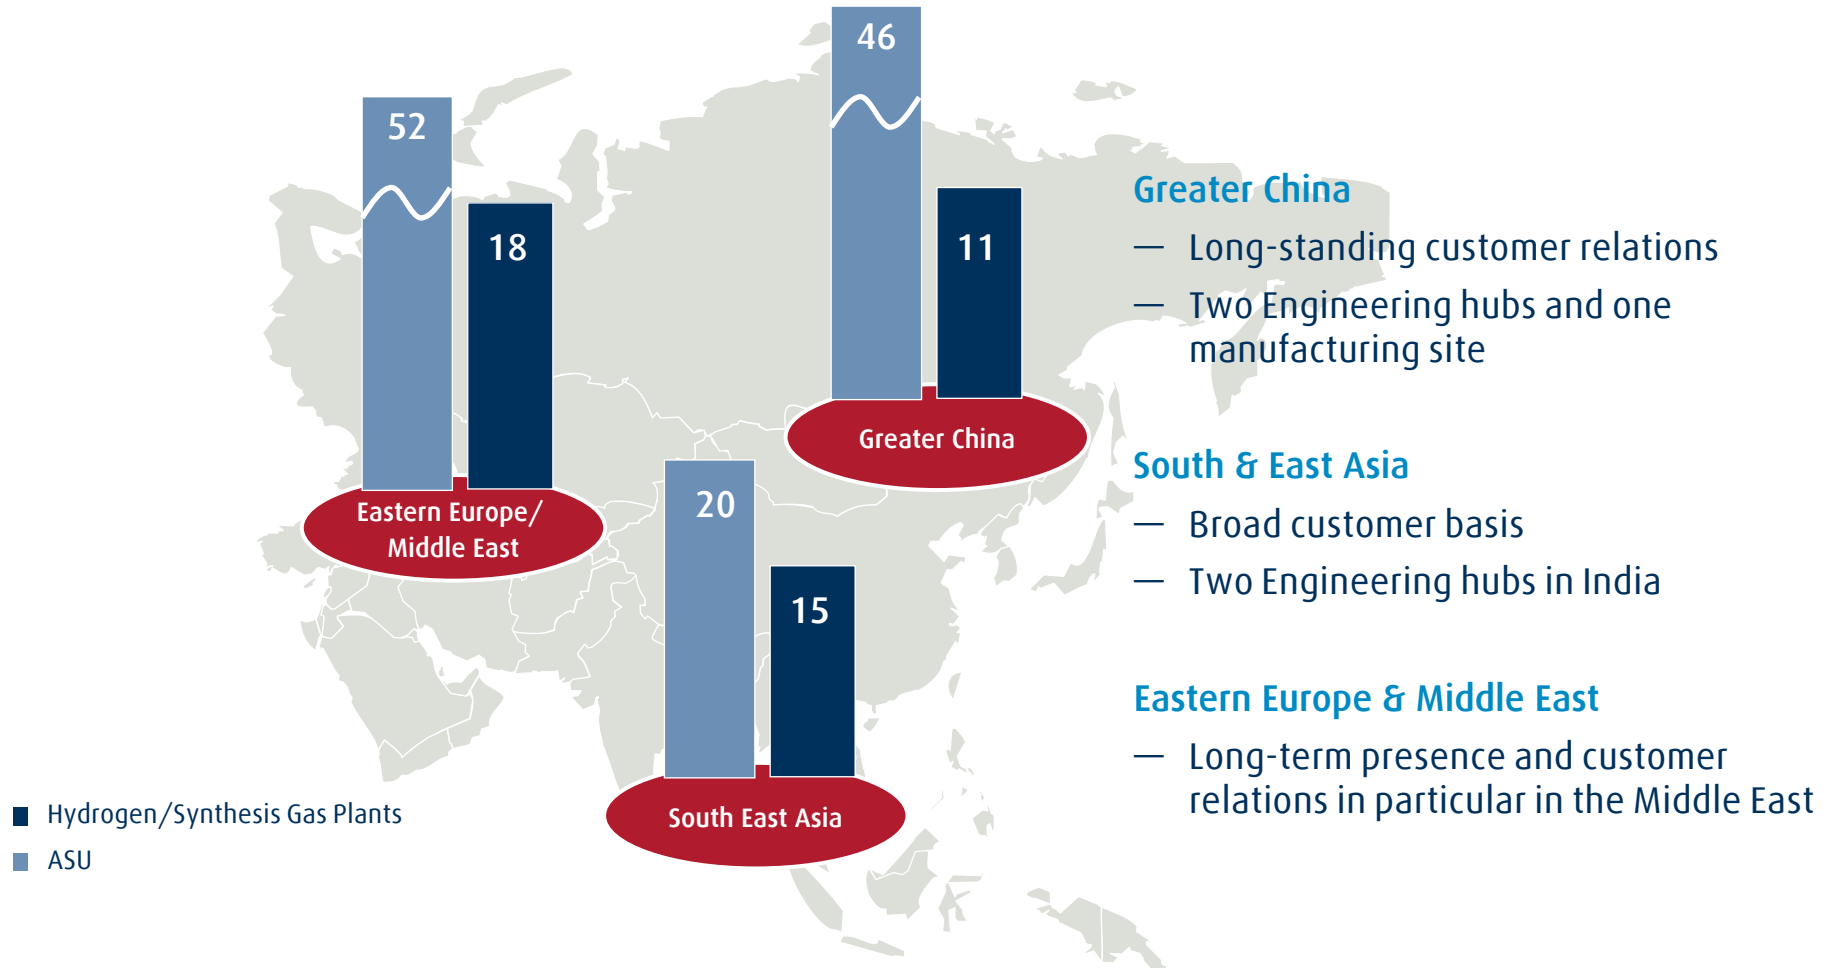 46
52
18
11
Greater China
Eastern Europe/
Middle East
20
15
South East Asia
Hydrogen/Synthesis Gas Plants
ASU
Greater China
— Long-standing customer relations
— Two Engineering hubs and one
manufacturing site
South & East Asia
— Broad customer basis
— Two Engineering hubs in India
Eastern Europe & Middle East
— Long-term presence and customer
relations in particular in the Middle East